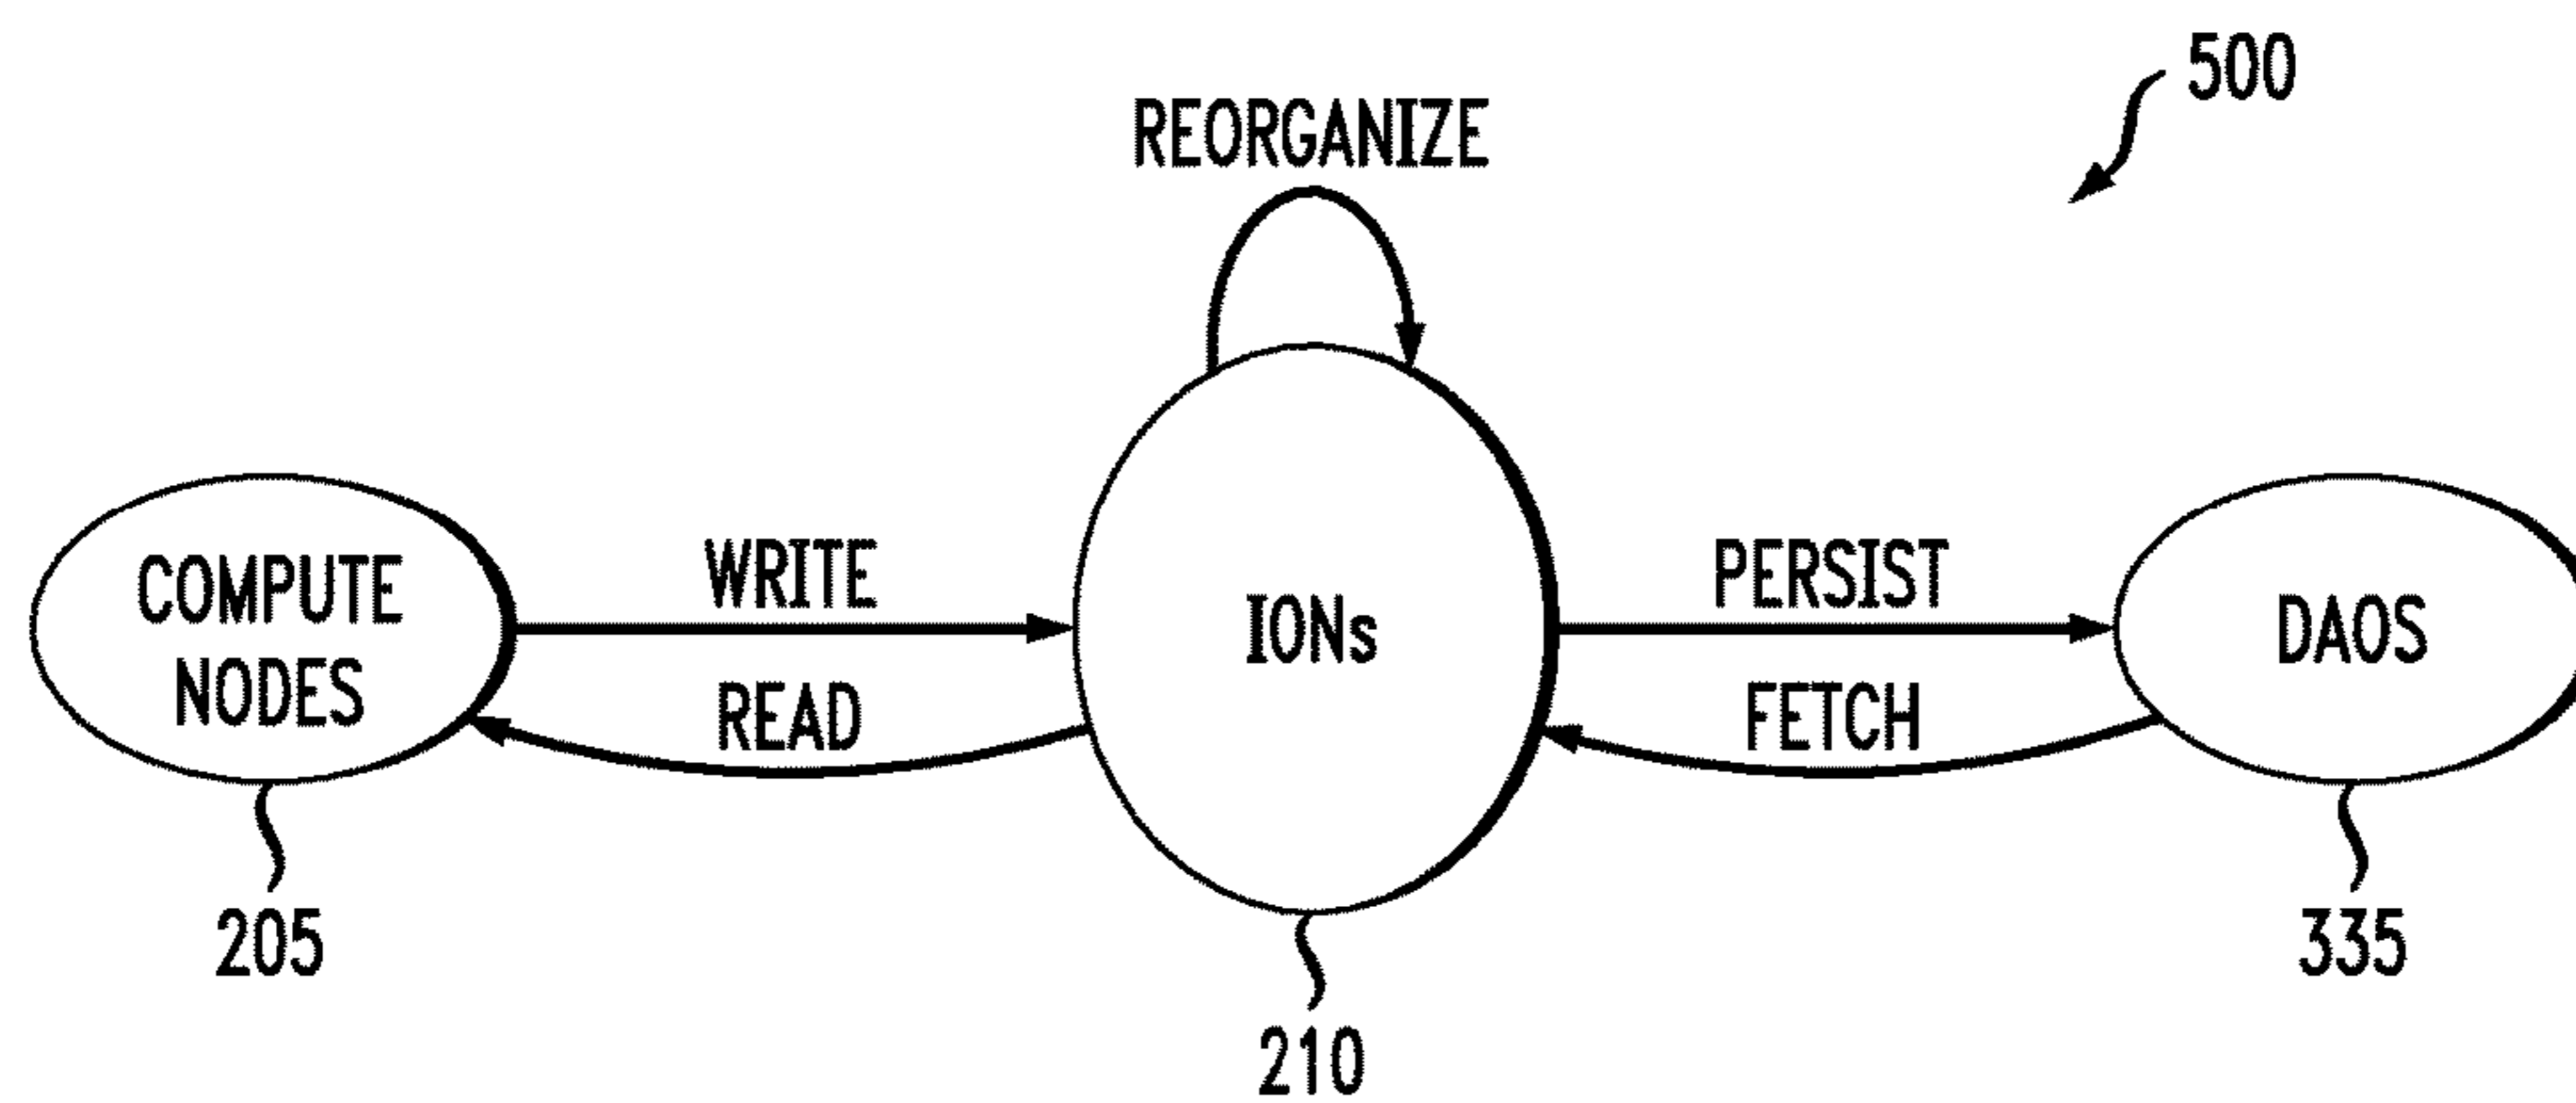 500
REORGANIZE
COMPUTE
NODES
WRITE
READ
IONs
PERSIST
FETCH
DAOS
205
210
335